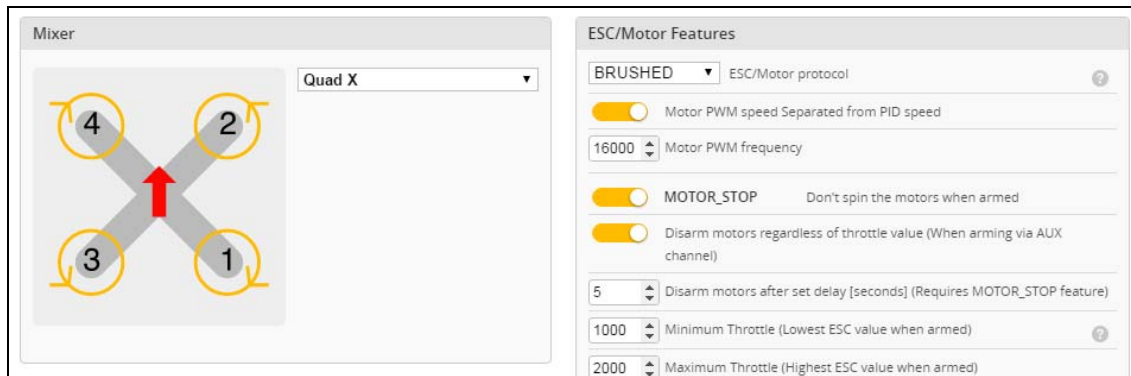 Mixer
Quad X
4
2
3
1
ESC/Motor Features
BRUSHED ESC/Motor protocol ?
Motor PWM speed Separated from PID speed
16000 Motor PWM frequency
MOTOR_STOP Don't spin the motors when armed
Disarm motors regardless of throttle value (When arming via AUX
channel)
5 Disarm motors after set delay [seconds] (Requires MOTOR_STOP feature)
1000 Minimum Throttle (Lowest ESC value when armed) ?
2000 Maximum Throttle (Highest ESC value when armed)